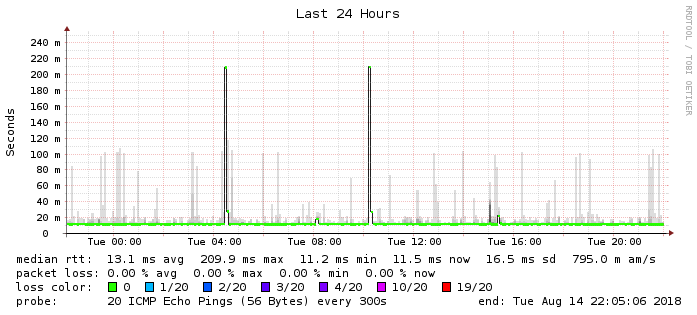 Last 24 Hours
RRDTOOL / TOBI OETIKER
Seconds
240 m
220 m
200 m
180 m
160 m
140 m
120 m
100 m
80 m
60 m
40 m
20 m
0
Tue 00:00 Tue 04:00 Tue 08:00 Tue 12:00 Tue 16:00 Tue 20:00
median rtt: 13.1 ms avg 209.9 ms max 11.2 ms min 11.5 ms now 16.5 ms sd 795.0 m am/s
packet loss: 0.00 % avg 0.00 % max 0.00 % min 0.00 % now
loss color: 0 1/20 2/20 3/20 4/20 10/20 19/20
probe: 20 ICMP Echo Pings (56 Bytes) every 300s end: Tue Aug 14 22:05:06 2018